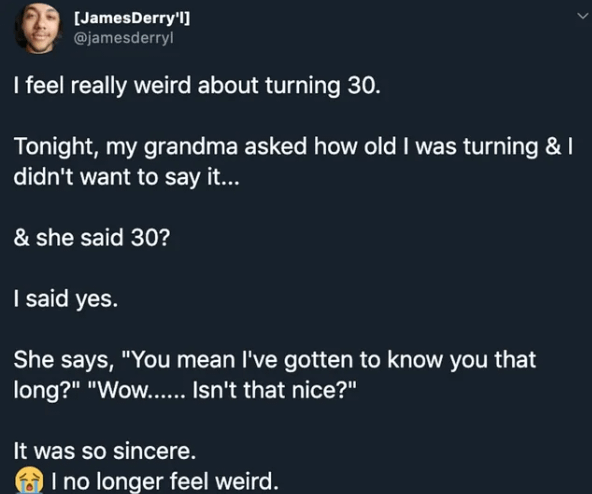 [JamesDerry'l]
@jamesderryl
I feel really weird about turning 30.
Tonight, my grandma asked how old I was turning & I
didn't want to say it...
& she said 30?
I said yes.
She says, "You mean I've gotten to know you that
long?" "Wow...... Isn't that nice?"
It was so sincere.
😭 I no longer feel weird.